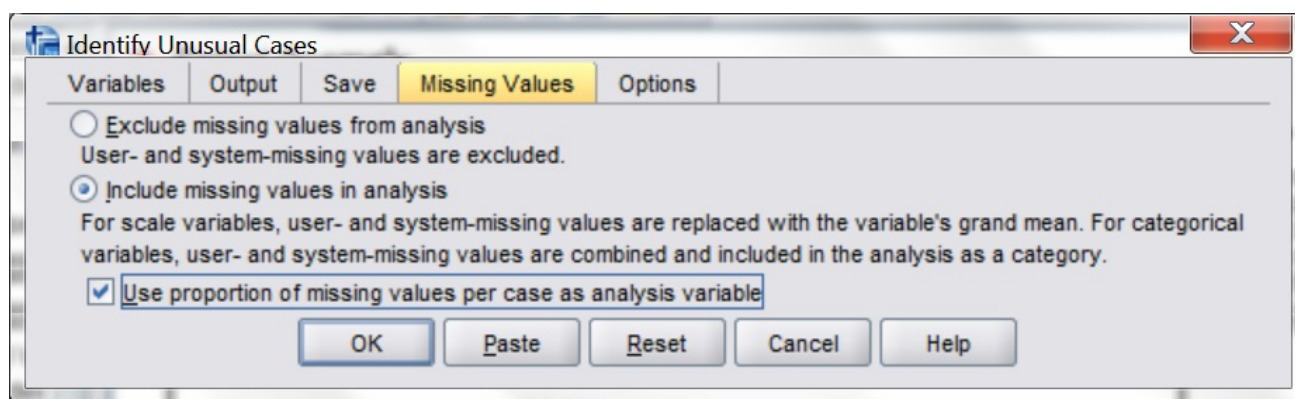 Identify Unusual Cases
Variables Output Save Missing Values Options
Exclude missing values from analysis
User- and system-missing values are excluded.
Include missing values in analysis
For scale variables, user- and system-missing values are replaced with the variable's grand mean. For categorical
variables, user- and system-missing values are combined and included in the analysis as a category.
Use proportion of missing values per case as analysis variable
OK Paste Reset Cancel Help